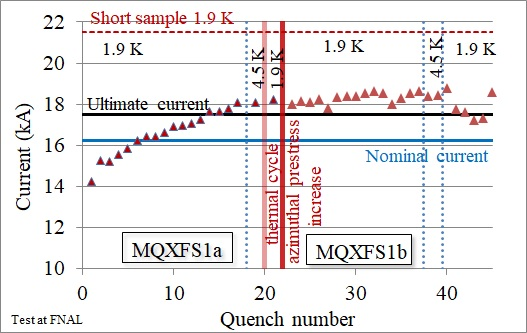 22
20
18
16
14
12
10
Current (kA)
Short sample 1.9 K
1.9 K
4.5 K
1.9 K
1.9 K
4.5 K
1.9 K
Ultimate current
Nominal current
thermal cycle
azimuthal prestress
increase
MQXFS1a
MQXFS1b
0
10
20
30
40
Quench number
Test at FNAL